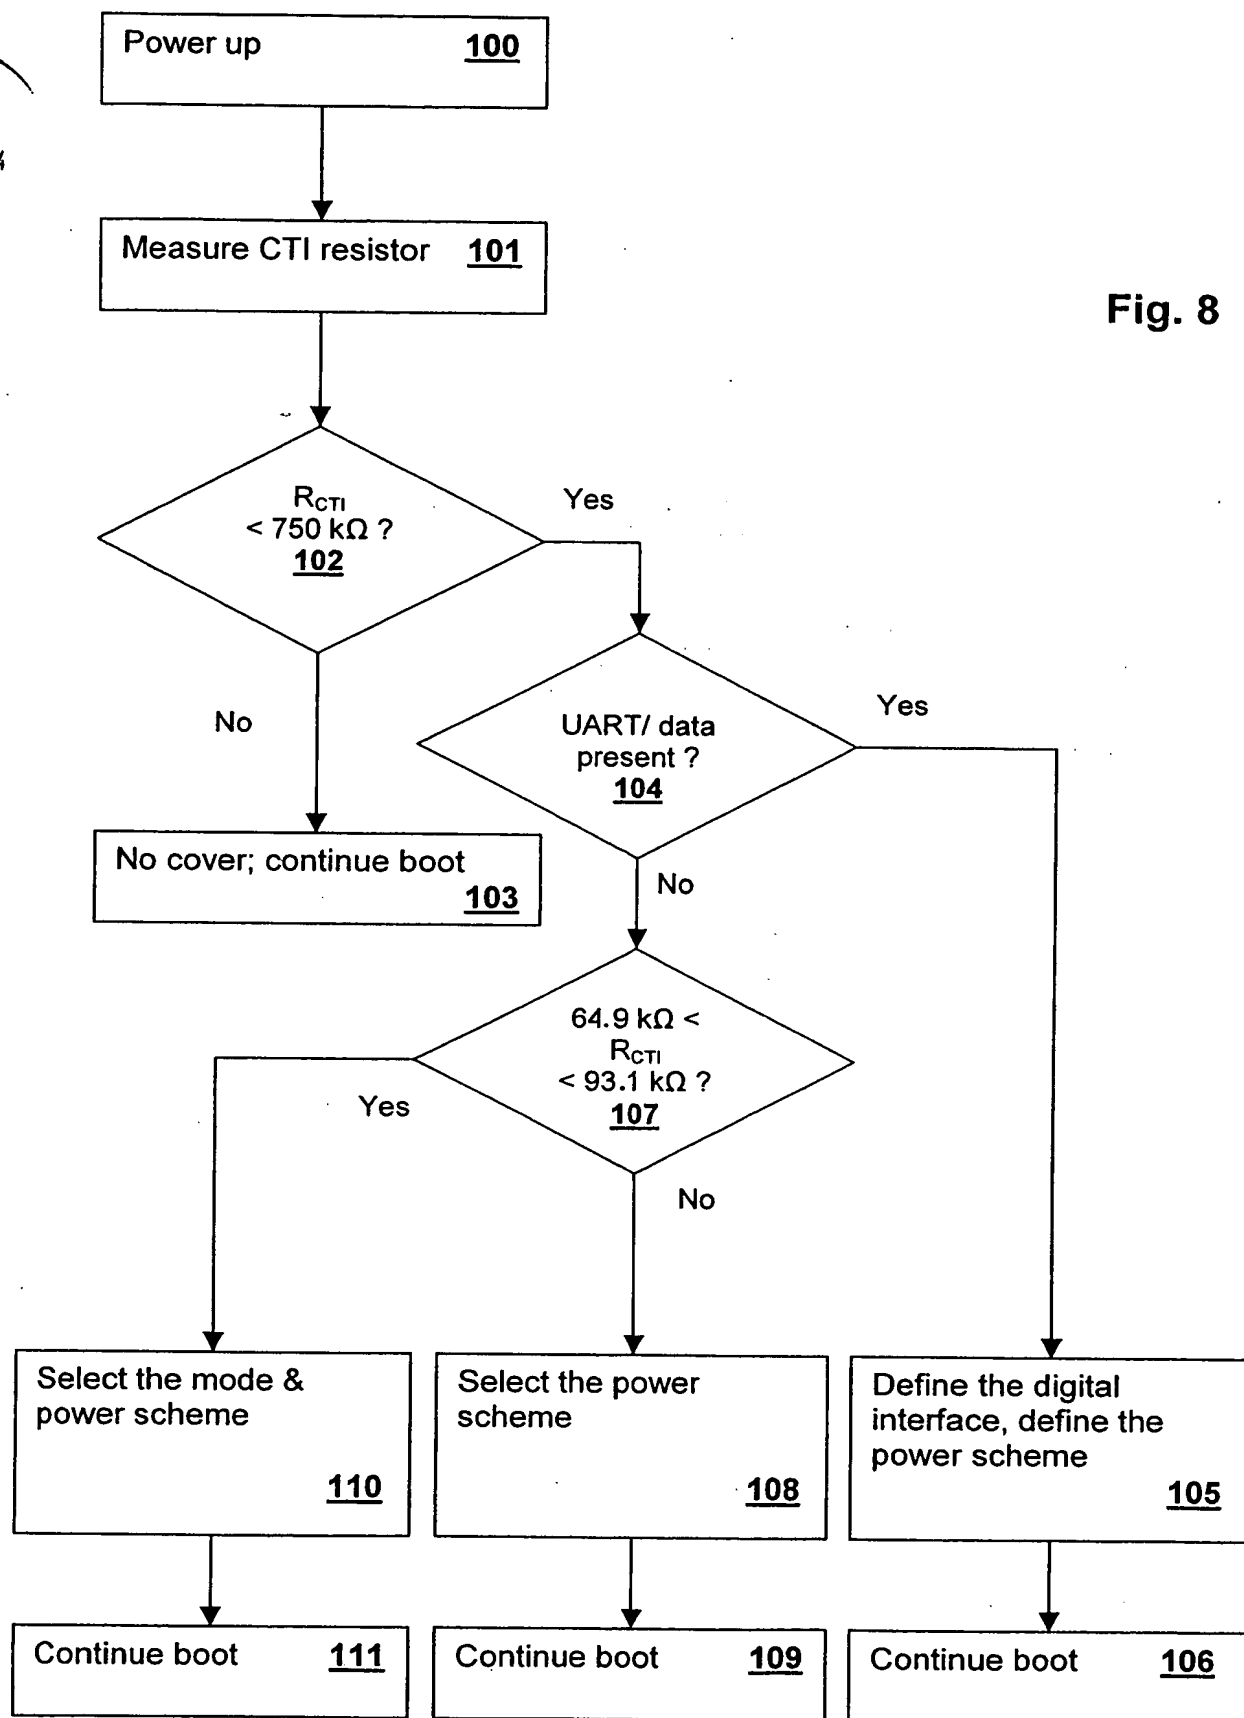 Power up 100
Measure CTI resistor 101
Fig. 8
RCTI
< 750 kΩ ?
102
Yes
No
UART/ data
present ?
104
Yes
No
No cover; continue boot
103
64.9 kΩ <
RCTI
< 93.1 kΩ ?
107
Yes
No
Select the mode &
power scheme
110
Select the power
scheme
108
Define the digital
interface, define the
power scheme
105
Continue boot 111
Continue boot 109
Continue boot 106